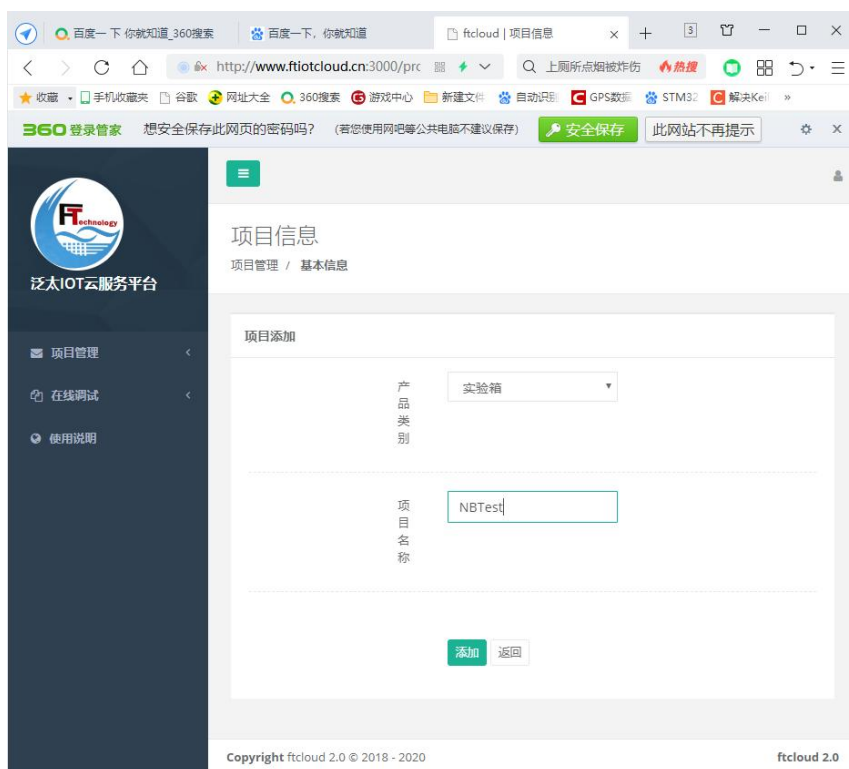 百度一 下 你就知道_360搜索
百度一下，你就知道
ftcloud | 项目信息
3
http://www.ftiotcloud.cn:3000/prc
上厕所点烟被炸伤
热搜
收藏
手机收藏夹
谷歌
网址大全
360搜索
游戏中心
新建文件
自动识别
GPS数据
STM32
解决Keil
»
360 登录管家
想安全保存此网页的密码吗？
(若您使用网吧等公共电脑不建议保存)
安全保存
此网站不再提示
FTechnology
泛太IOT云服务平台
项目管理
在线调试
使用说明
项目信息
项目管理 / 基本信息
项目添加
产
品
类
别
实验箱
项
目
名
称
NBTest
添加
返回
Copyright ftcloud 2.0 © 2018 - 2020
ftcloud 2.0